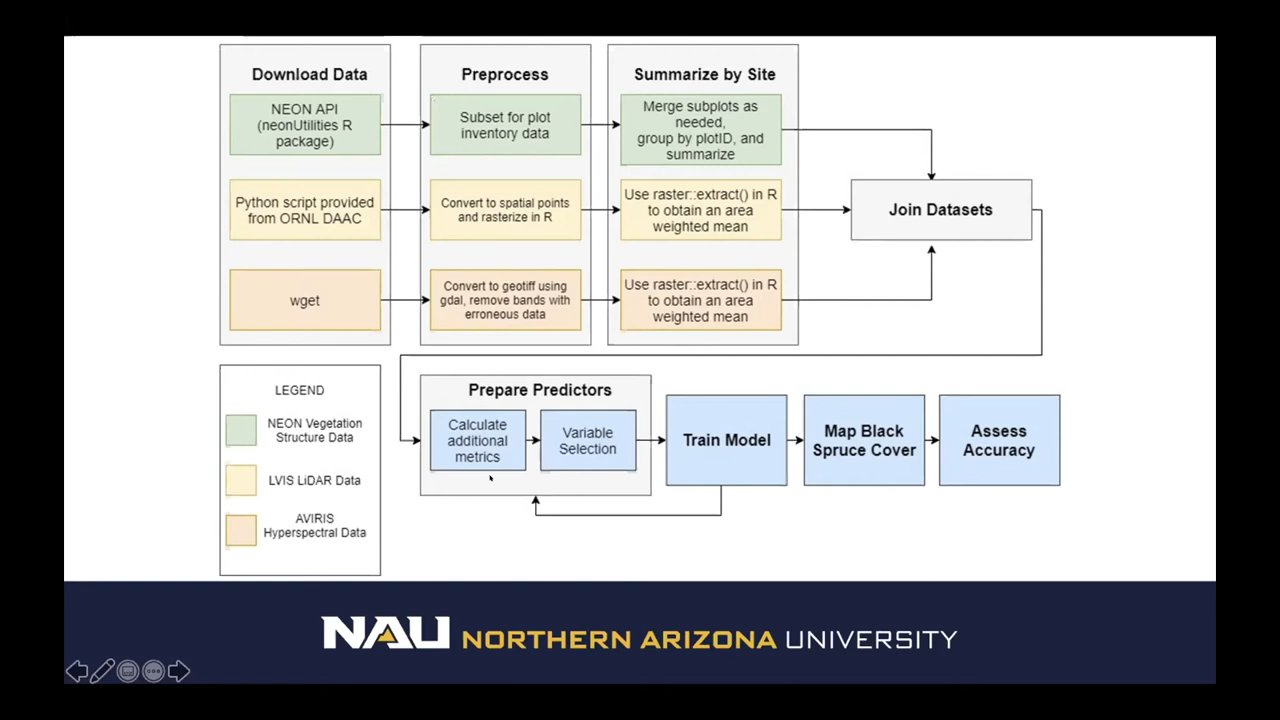 Download Data
NEON API
(neonUtilities R
package)
Python script provided
from ORNL DAAC
wget
Preprocess
Subset for plot
inventory data
Convert to spatial points
and rasterize in R
Convert to geotiff using
gdal, remove bands with
erroneous data
Summarize by Site
Merge subplots as
needed,
group by plotID, and
summarize
Use raster::extract() in R
to obtain an area
weighted mean
Use raster::extract() in R
to obtain an area
weighted mean
Join Datasets
LEGEND
NEON Vegetation
Structure Data
LVIS LiDAR Data
AVIRIS
Hyperspectral Data
Prepare Predictors
Calculate
additional
metrics
Variable
Selection
Train Model
Map Black
Spruce Cover
Assess
Accuracy
NAU NORTHERN ARIZONA UNIVERSITY